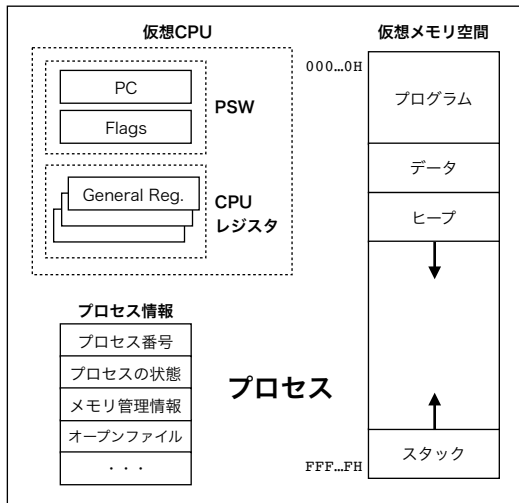 仮想CPU
PC
Flags
PSW
General Reg.
CPU
レジスタ
プロセス情報
プロセス番号
プロセスの状態
メモリ管理情報
オープンファイル
・・・
プロセス
仮想メモリ空間
000…0H
プログラム
データ
ヒープ
スタック
FFF…FH